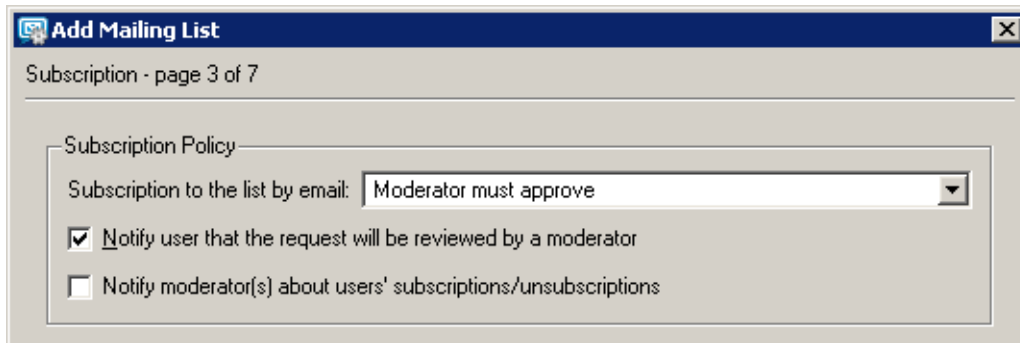 Add Mailing List
Subscription - page 3 of 7
Subscription Policy
Subscription to the list by email: Moderator must approve
Notify user that the request will be reviewed by a moderator
Notify moderator(s) about users' subscriptions/unsubscriptions